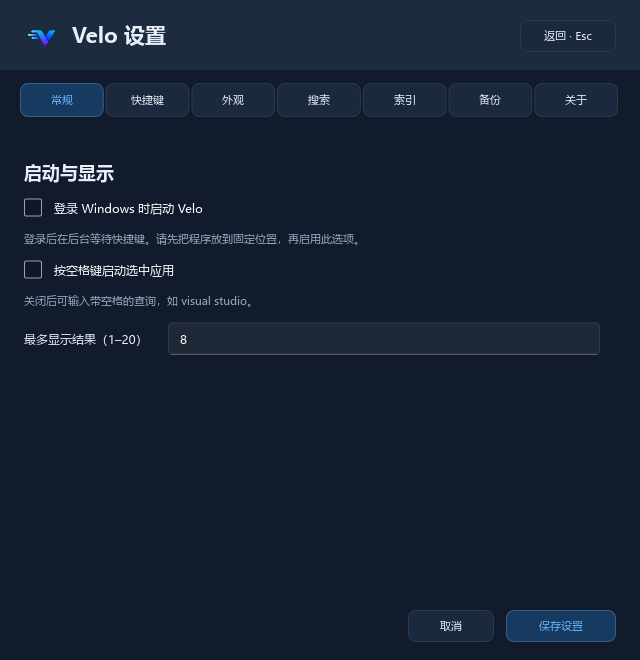 Velo 设置
返回 · Esc
常规
快捷键
外观
搜索
索引
备份
关于
启动与显示
登录 Windows 时启动 Velo
登录后在后台等待快捷键。请先把程序放到固定位置，再启用此选项。
按空格键启动选中应用
关闭后可输入带空格的查询，如 visual studio。
最多显示结果（1–20）
8
取消
保存设置